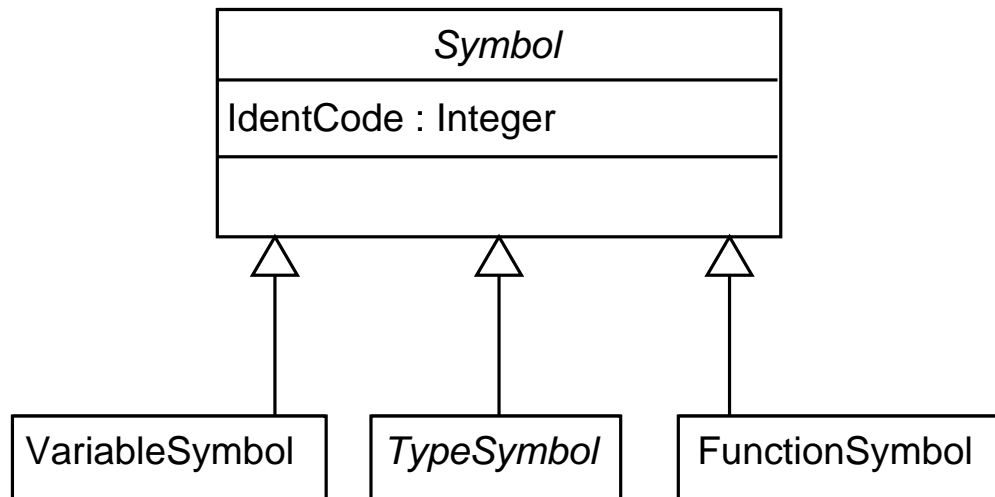 Symbol
IdentCode : Integer
VariableSymbol
TypeSymbol
FunctionSymbol